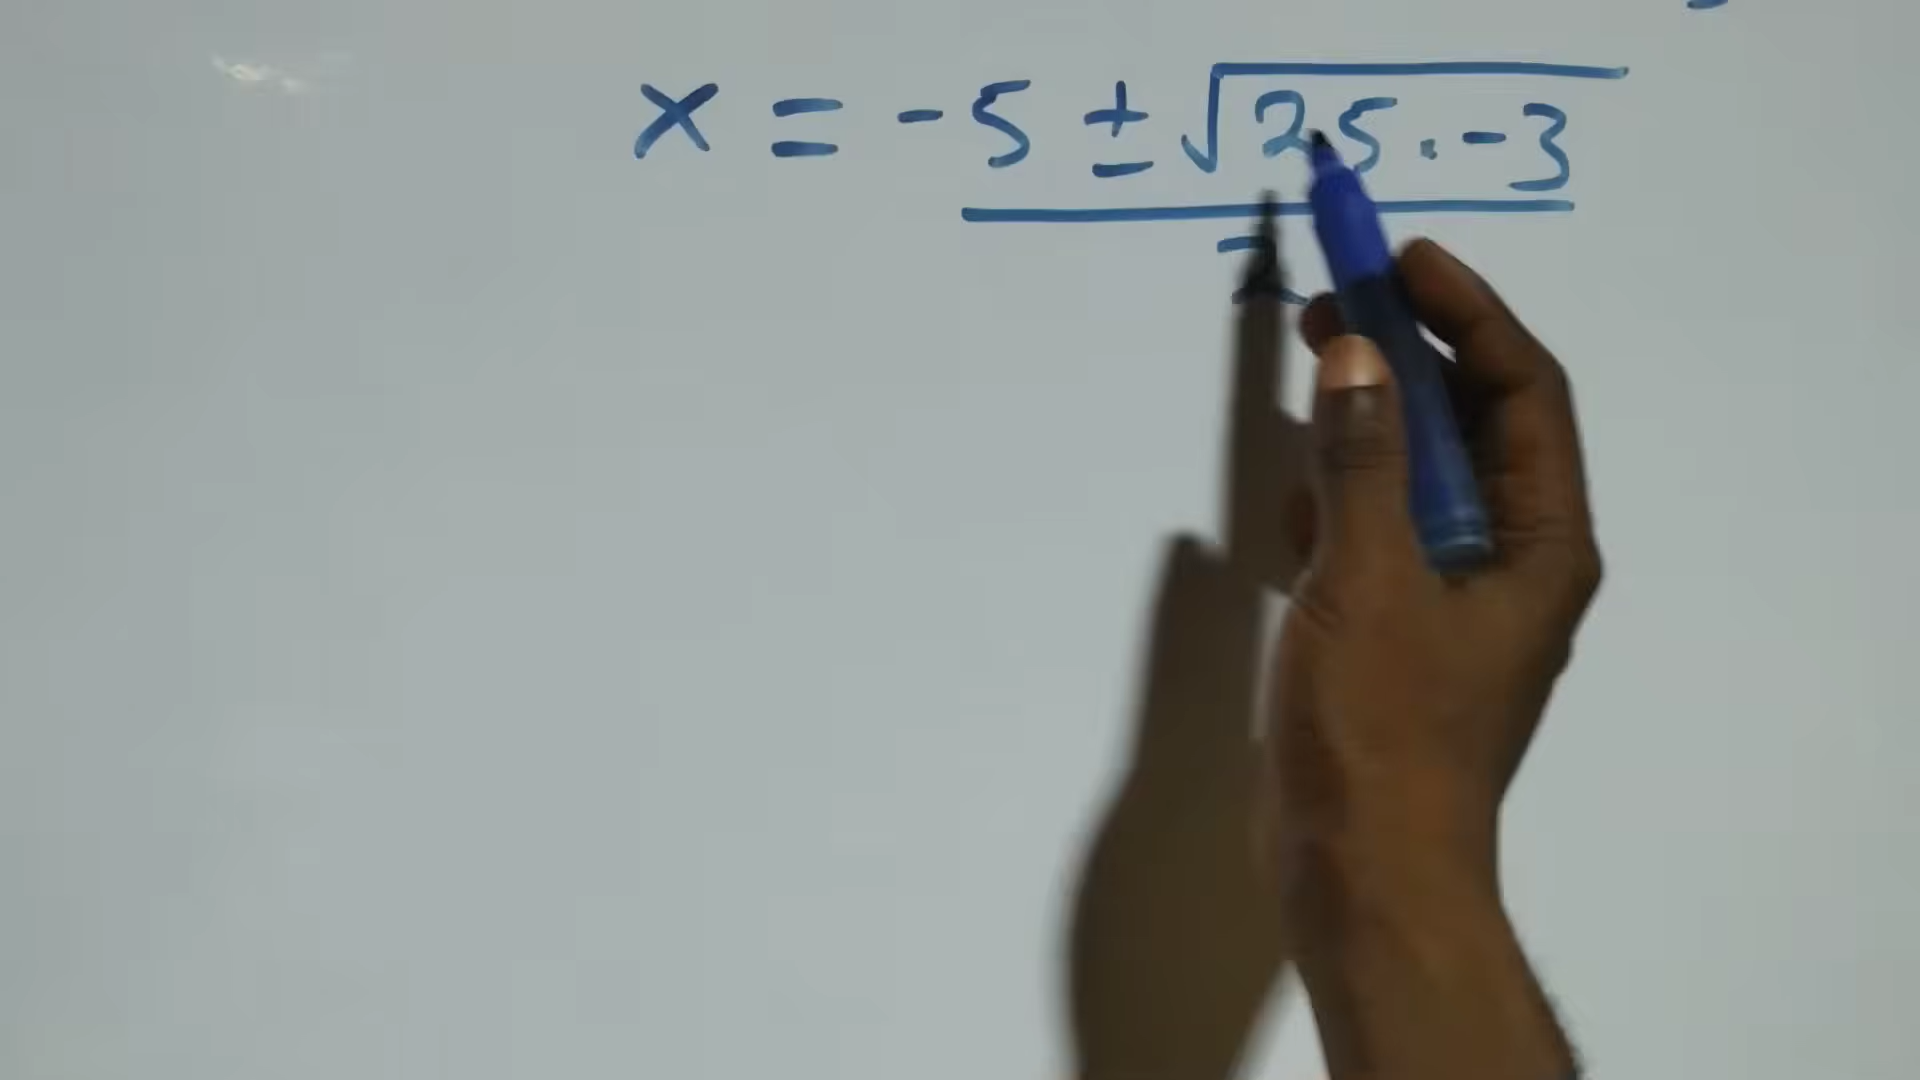 x = -5 ± √25 . -3